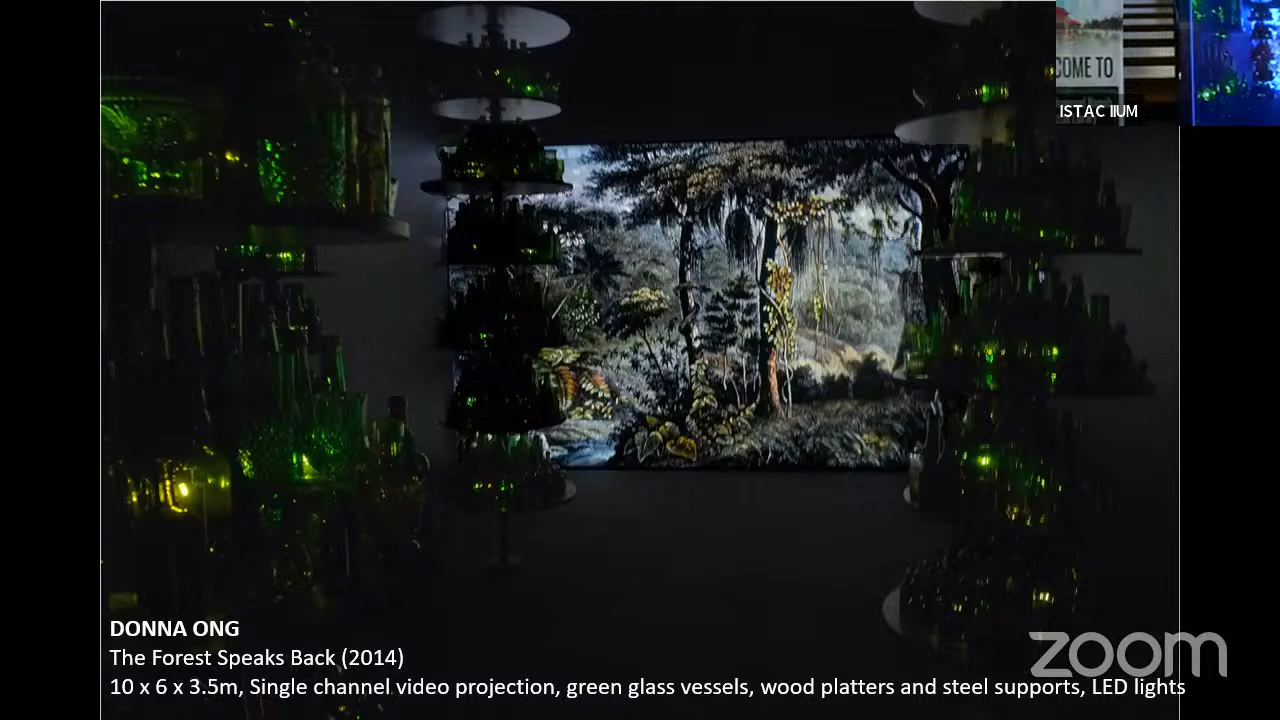 COME TO
ISTAC IIUM
DONNA ONG
The Forest Speaks Back (2014)
10 x 6 x 3.5m, Single channel video projection, green glass vessels, wood platters and steel supports, LED lights
zoom